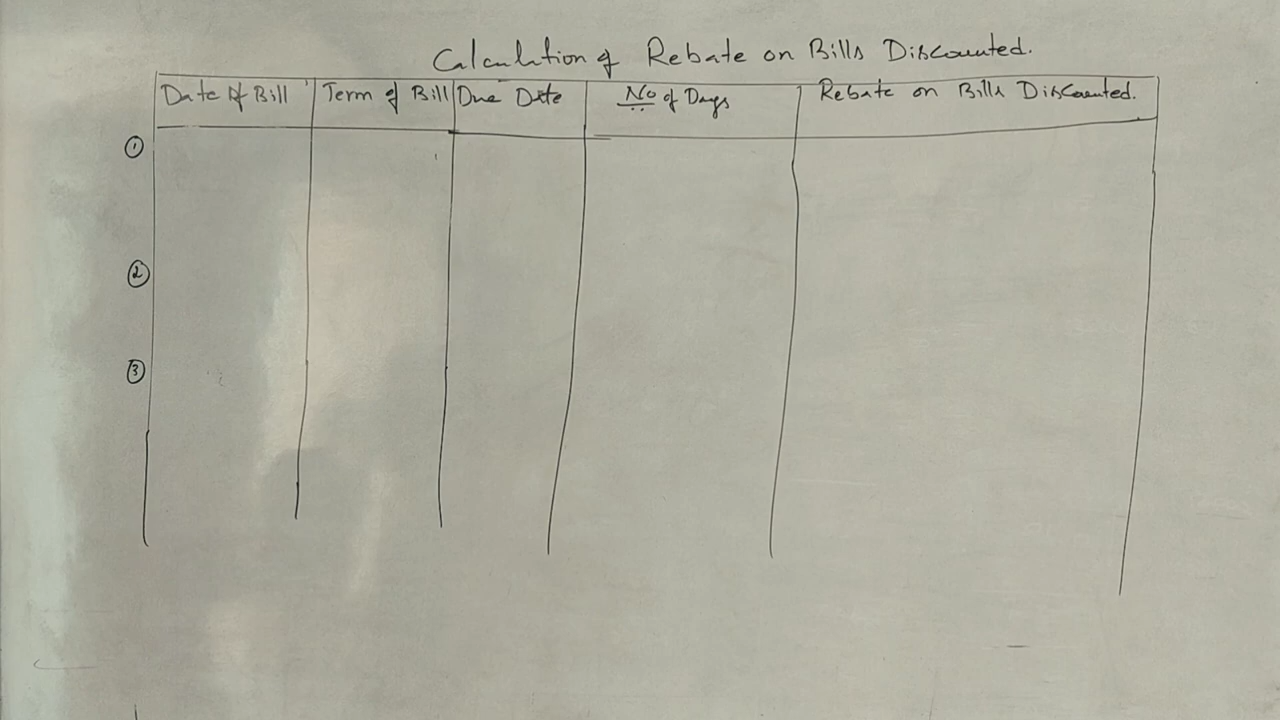 Calculation of Rebate on Bills Discounted.
Date of Bill Term of Bill Due Date No of Days Rebate on Bills Discounted.
1
2
3